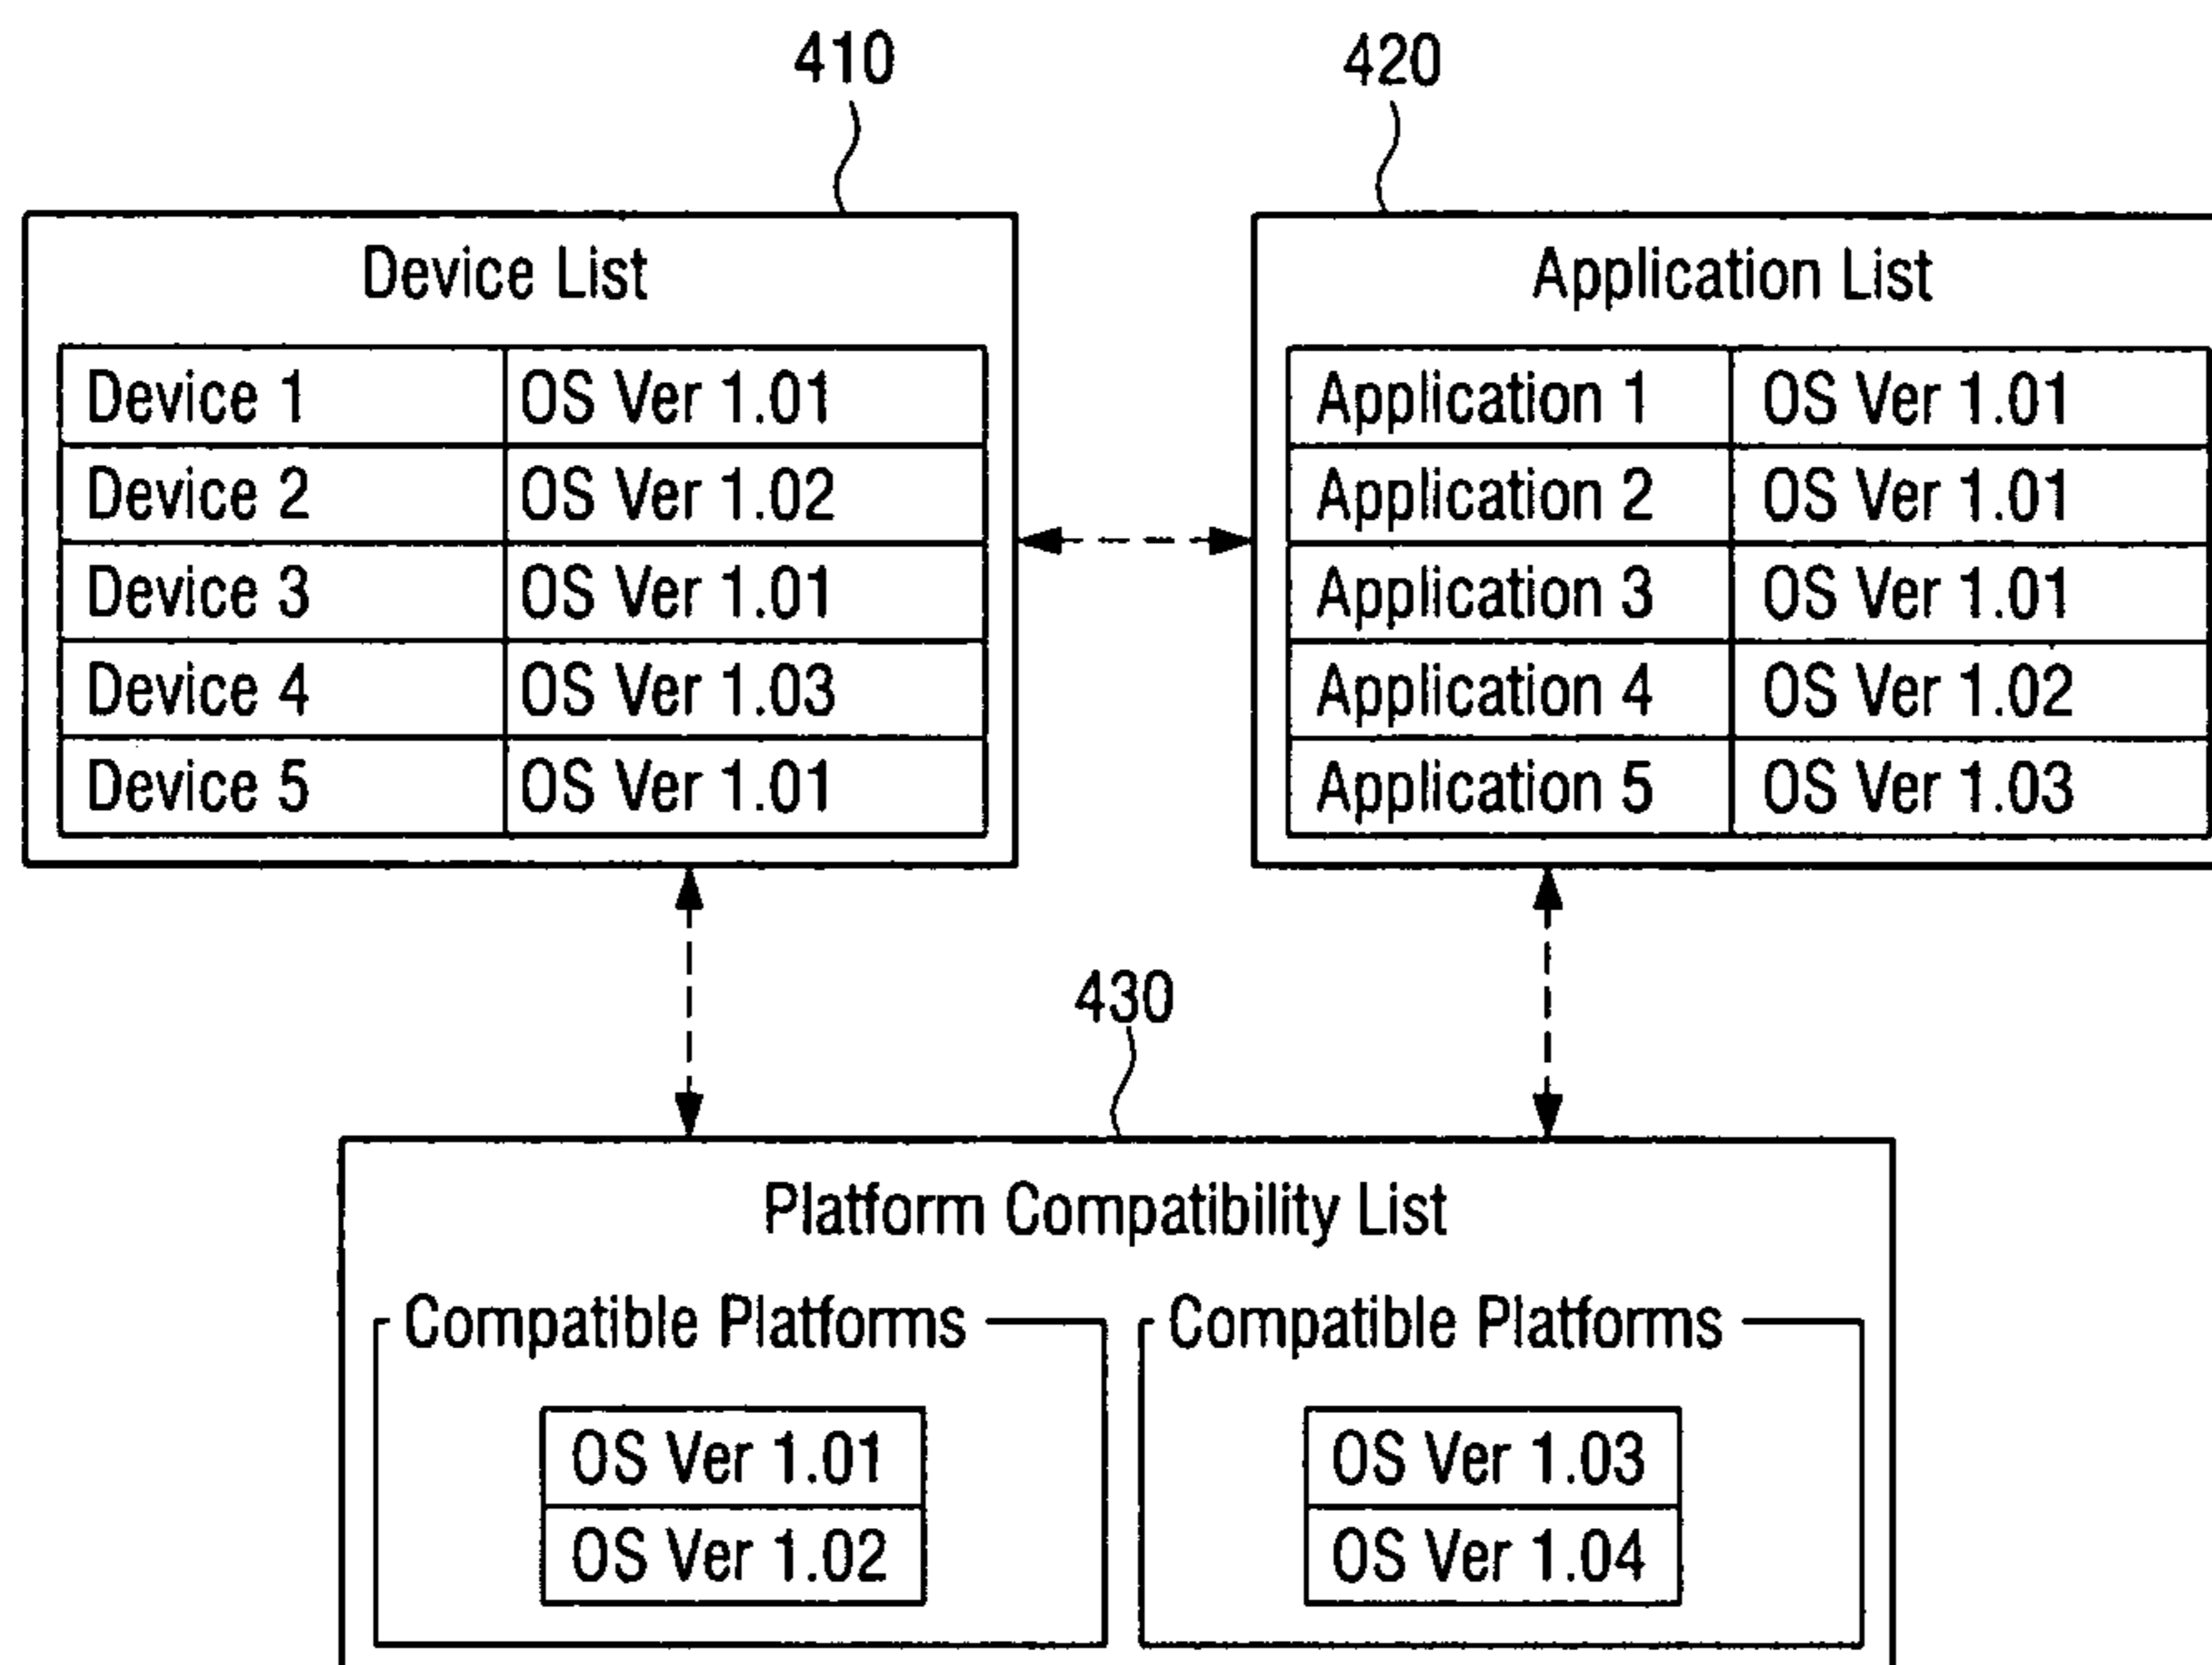 410
420
Device List
Device 1 OS Ver 1.01
Device 2 OS Ver 1.02
Device 3 OS Ver 1.01
Device 4 OS Ver 1.03
Device 5 OS Ver 1.01
Application List
Application 1 OS Ver 1.01
Application 2 OS Ver 1.01
Application 3 OS Ver 1.01
Application 4 OS Ver 1.02
Application 5 OS Ver 1.03
430
Platform Compatibility List
Compatible Platforms
OS Ver 1.01
OS Ver 1.02
Compatible Platforms
OS Ver 1.03
OS Ver 1.04